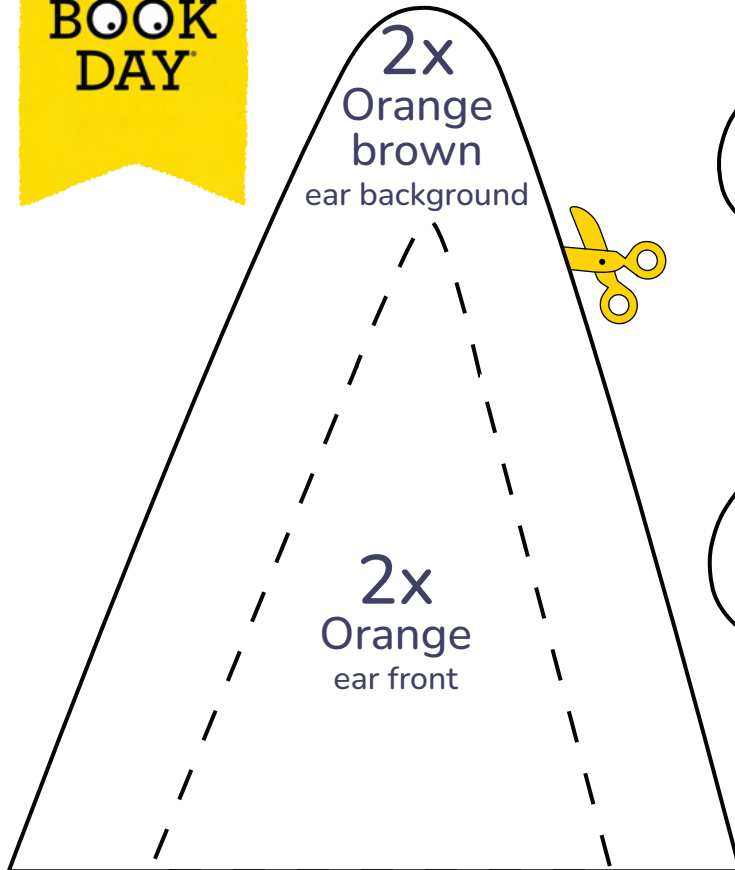 BOOK
DAY
2x
Orange
brown
ear background
2x
Orange
ear front